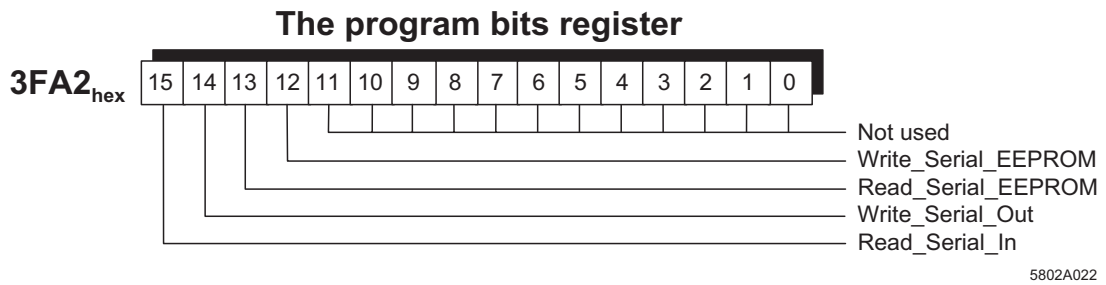 The program bits register
3FA2hex 15 14 13 12 11 10 9 8 7 6 5 4 3 2 1 0
Not used
Write_Serial_EEPROM
Read_Serial_EEPROM
Write_Serial_Out
Read_Serial_In
5802A022